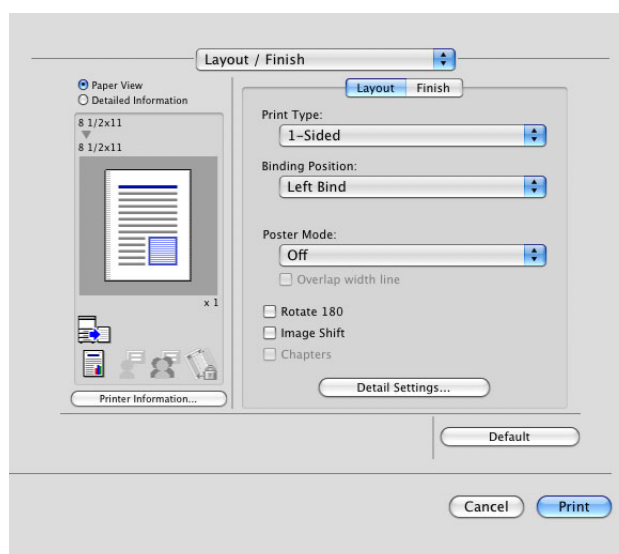 Layout / Finish
Paper View
Detailed Information
8 1/2x11
8 1/2x11
x 1
Printer Information...
Layout Finish
Print Type:
1-Sided
Binding Position:
Left Bind
Poster Mode:
Off
Overlap width line
Rotate 180
Image Shift
Chapters
Detail Settings...
Default
Cancel Print